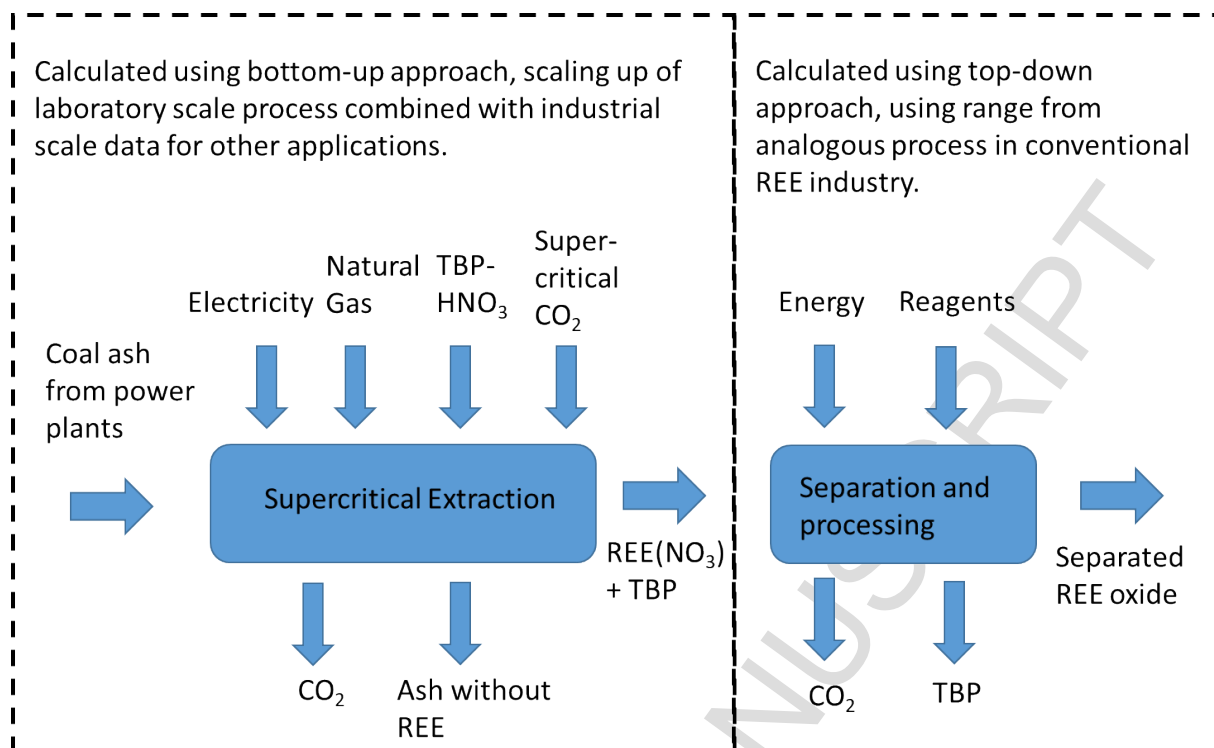 Calculated using bottom-up approach, scaling up of
laboratory scale process combined with industrial
scale data for other applications.
Calculated using top-down
approach, using range from
analogous process in conventional
REE industry.
Electricity
Natural
Gas
TBP-
HNO₃
Super-
critical
CO₂
Coal ash
from power
plants
Supercritical Extraction
REE(NO₃)
+ TBP
CO₂
Ash without
REE
Energy
Reagents
Separation and
processing
Separated
REE oxide
CO₂
TBP
NUSCRIPT